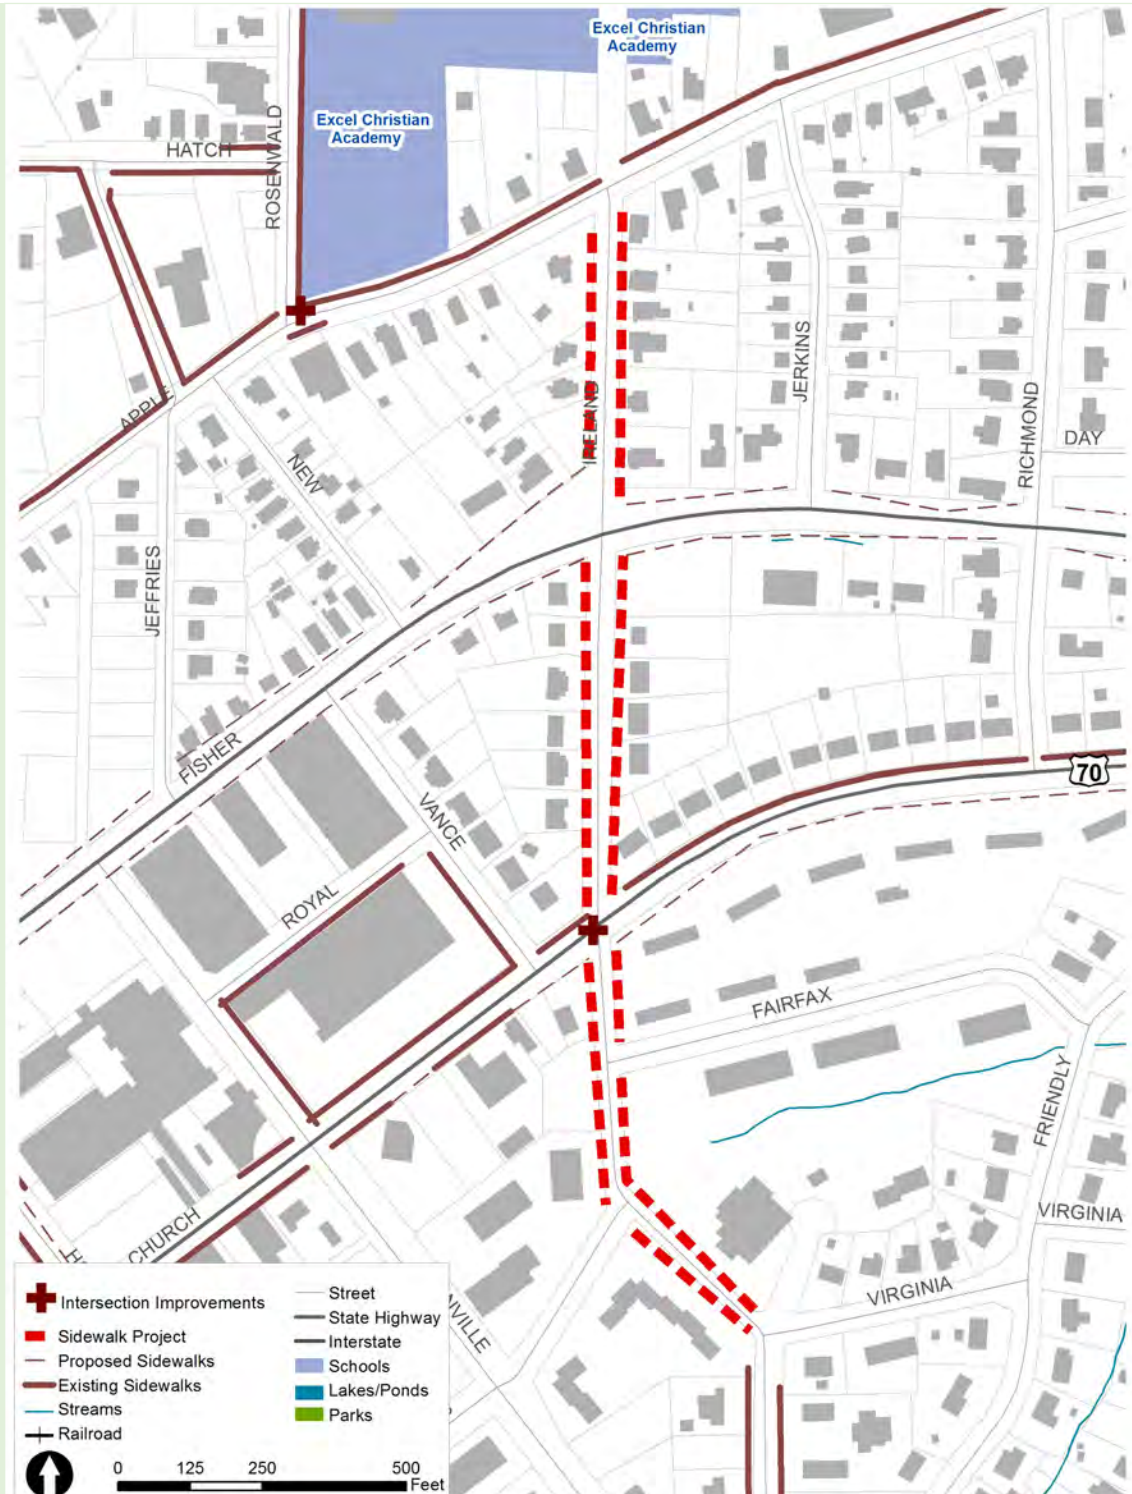 Excel Christian
Academy
Excel Christian
Academy
HATCH
ROSENWALD
APPLE
IRELAND
JERKINS
RICHMOND
DAY
NEW
JEFFRIES
FISHER
VANCE
70
ROYAL
FAIRFAX
FRIENDLY
CHURCH
VIRGINIA
VIRGINIA
Intersection Improvements
Sidewalk Project
Proposed Sidewalks
Existing Sidewalks
Streams
Railroad
Street
State Highway
Interstate
Schools
Lakes/Ponds
Parks
0 125 250 500
Feet